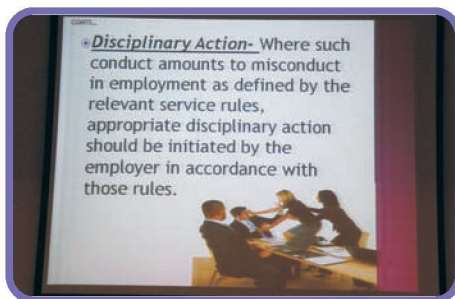 CONTI...
Disciplinary Action- Where such
conduct amounts to misconduct
in employment as defined by the
relevant service rules,
appropriate disciplinary action
should be initiated by the
employer in accordance with
those rules.